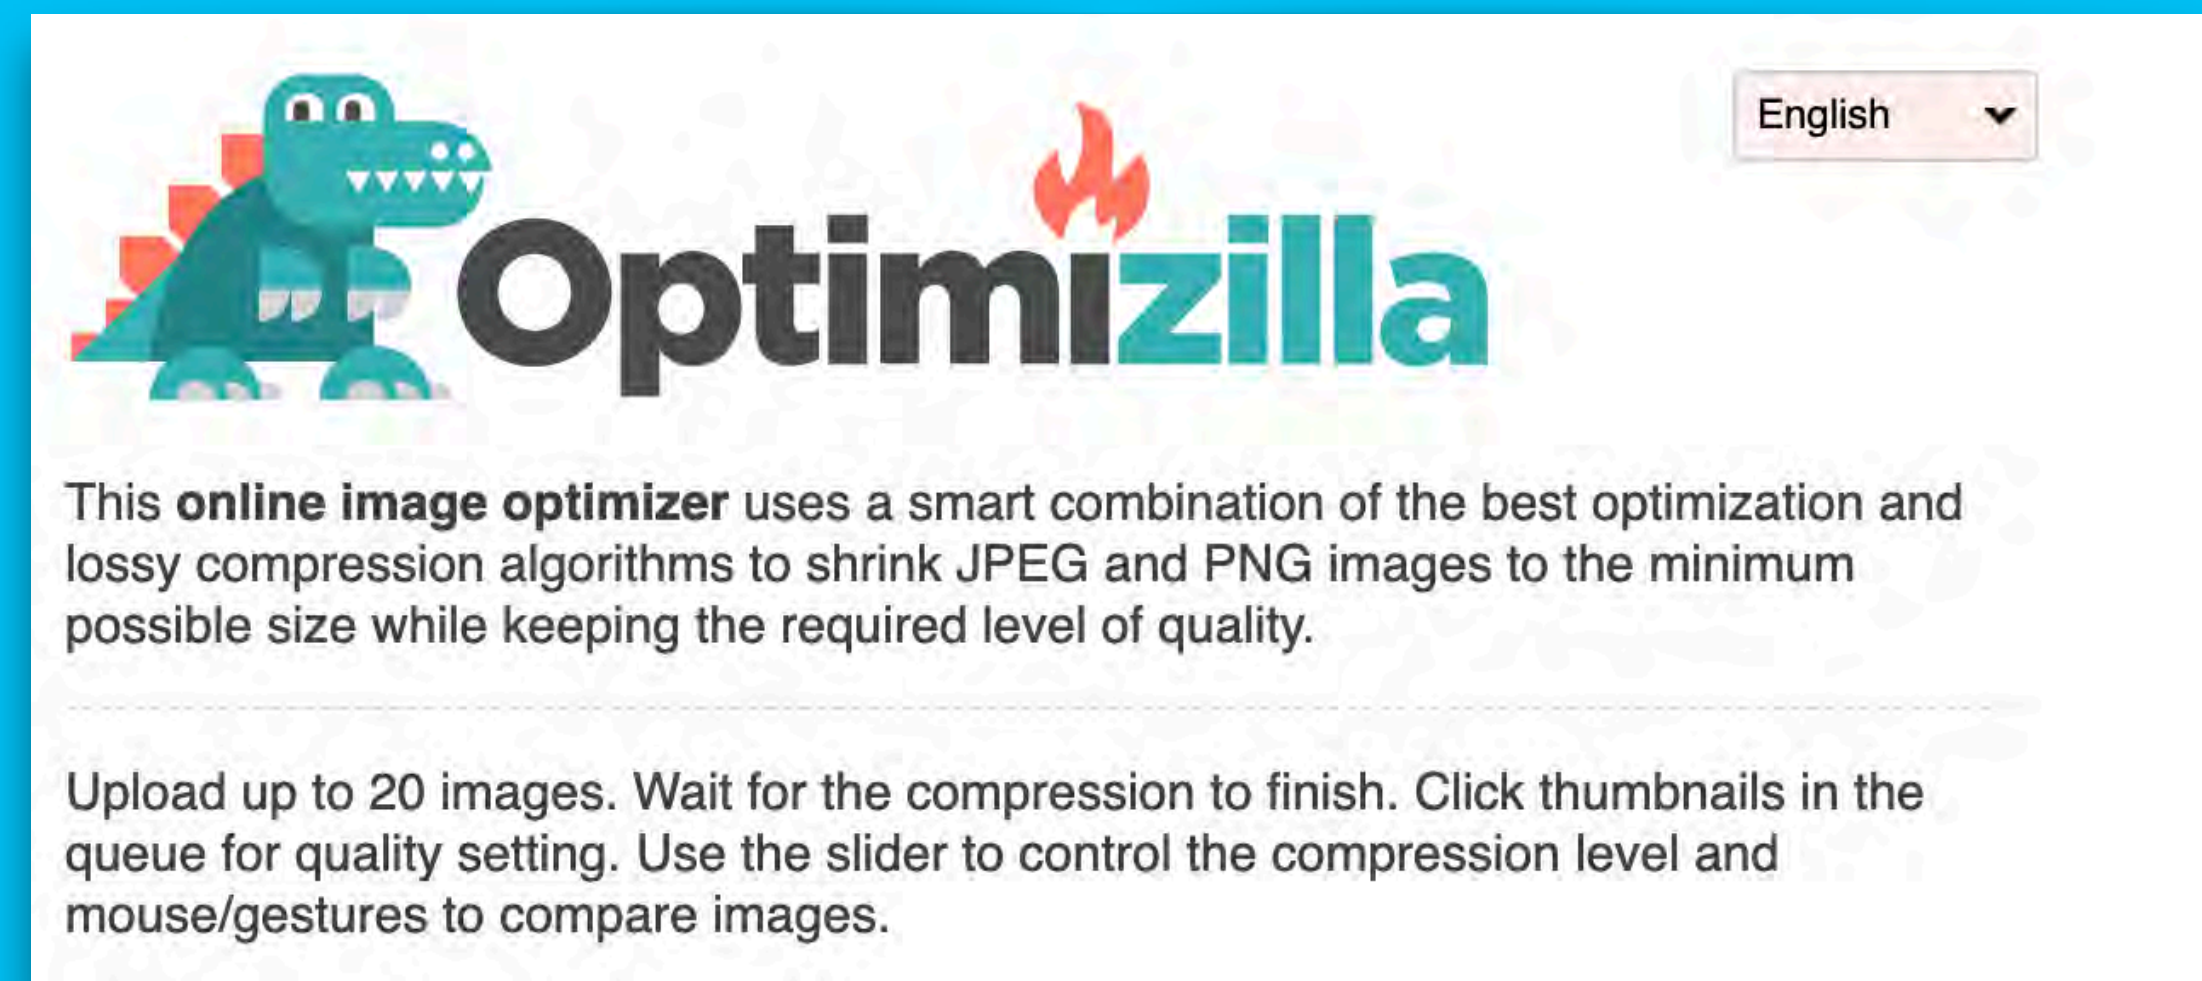 English
Optimizilla
This online image optimizer uses a smart combination of the best optimization and
lossy compression algorithms to shrink JPEG and PNG images to the minimum
possible size while keeping the required level of quality.
Upload up to 20 images. Wait for the compression to finish. Click thumbnails in the
queue for quality setting. Use the slider to control the compression level and
mouse/gestures to compare images.